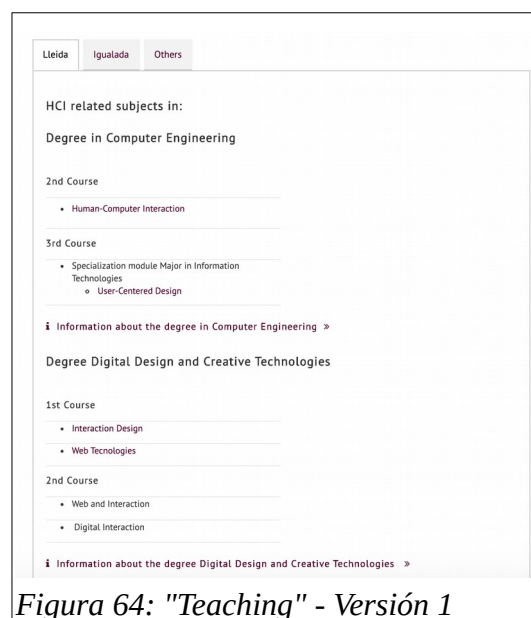 Lleida Igualada Others
HCI related subjects in:
Degree in Computer Engineering
2nd Course
• Human-Computer Interaction
3rd Course
• Specialization module Major in Information
Technologies
○ User-Centered Design
i Information about the degree in Computer Engineering »
Degree Digital Design and Creative Technologies
1st Course
• Interaction Design
• Web Tecnologies
2nd Course
• Web and Interaction
• Digital Interaction
i Information about the degree Digital Design and Creative Technologies »
Figura 64: "Teaching" - Versión 1